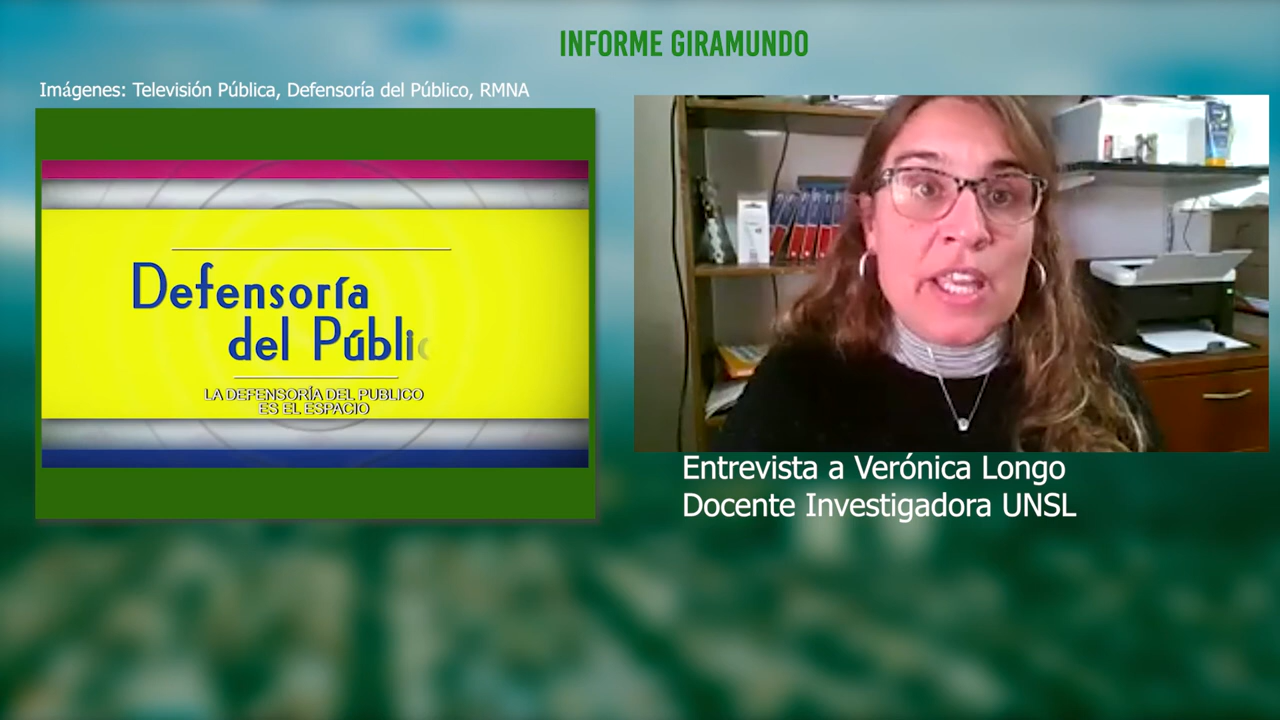 INFORME GIRAMUNDO
Imágenes: Televisión Pública, Defensoría del Público, RMNA
Defensoría
del Públic
LA DEFENSORÍA DEL PUBLICO
ES EL ESPACIO
Entrevista a Verónica Longo
Docente Investigadora UNSL